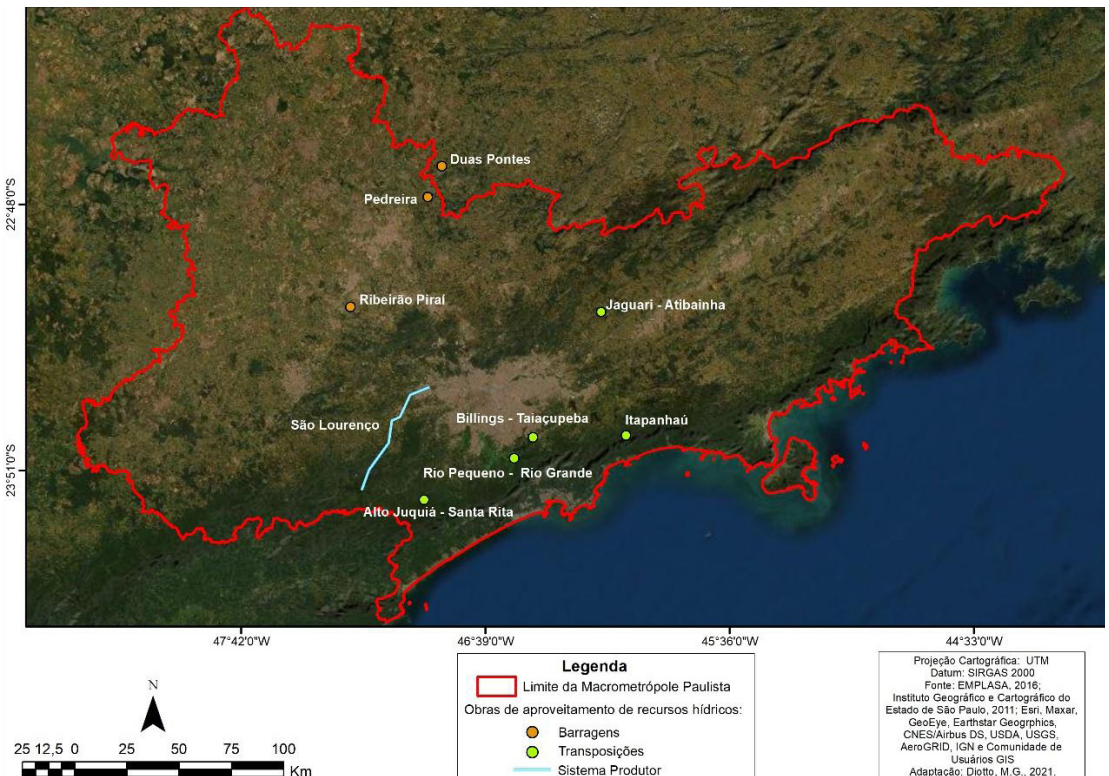 Duas Pontes
Pedreira
Ribeirão Piraí
Jaguari - Atibainha
São Lourenço
Billings - Taiaçupeba
Itapanhaú
Rio Pequeno - Rio Grande
Alto Juquiá - Santa Rita
22°48'0"S
23°51'0"S
47°42'0"W
46°39'0"W
45°36'0"W
44°33'0"W
N
25 12,5 0 25 50 75 100
Km
Legenda
Limite da Macrometrópole Paulista
Obras de aproveitamento de recursos hídricos:
Barragens
Transposições
Sistema Produtor
Projeção Cartográfica: UTM
Datum: SIRGAS 2000
Fonte: EMPLASA, 2016;
Instituto Geográfico e Cartográfico do
Estado de São Paulo, 2011; Esri, Maxar,
GeoEye, Earthstar Geogrphics,
CNES/Airbus DS, USDA, USGS,
AeroGRID, IGN e Comunidade de
Usuários GIS
Adaptação: Diotto, M.G., 2021.